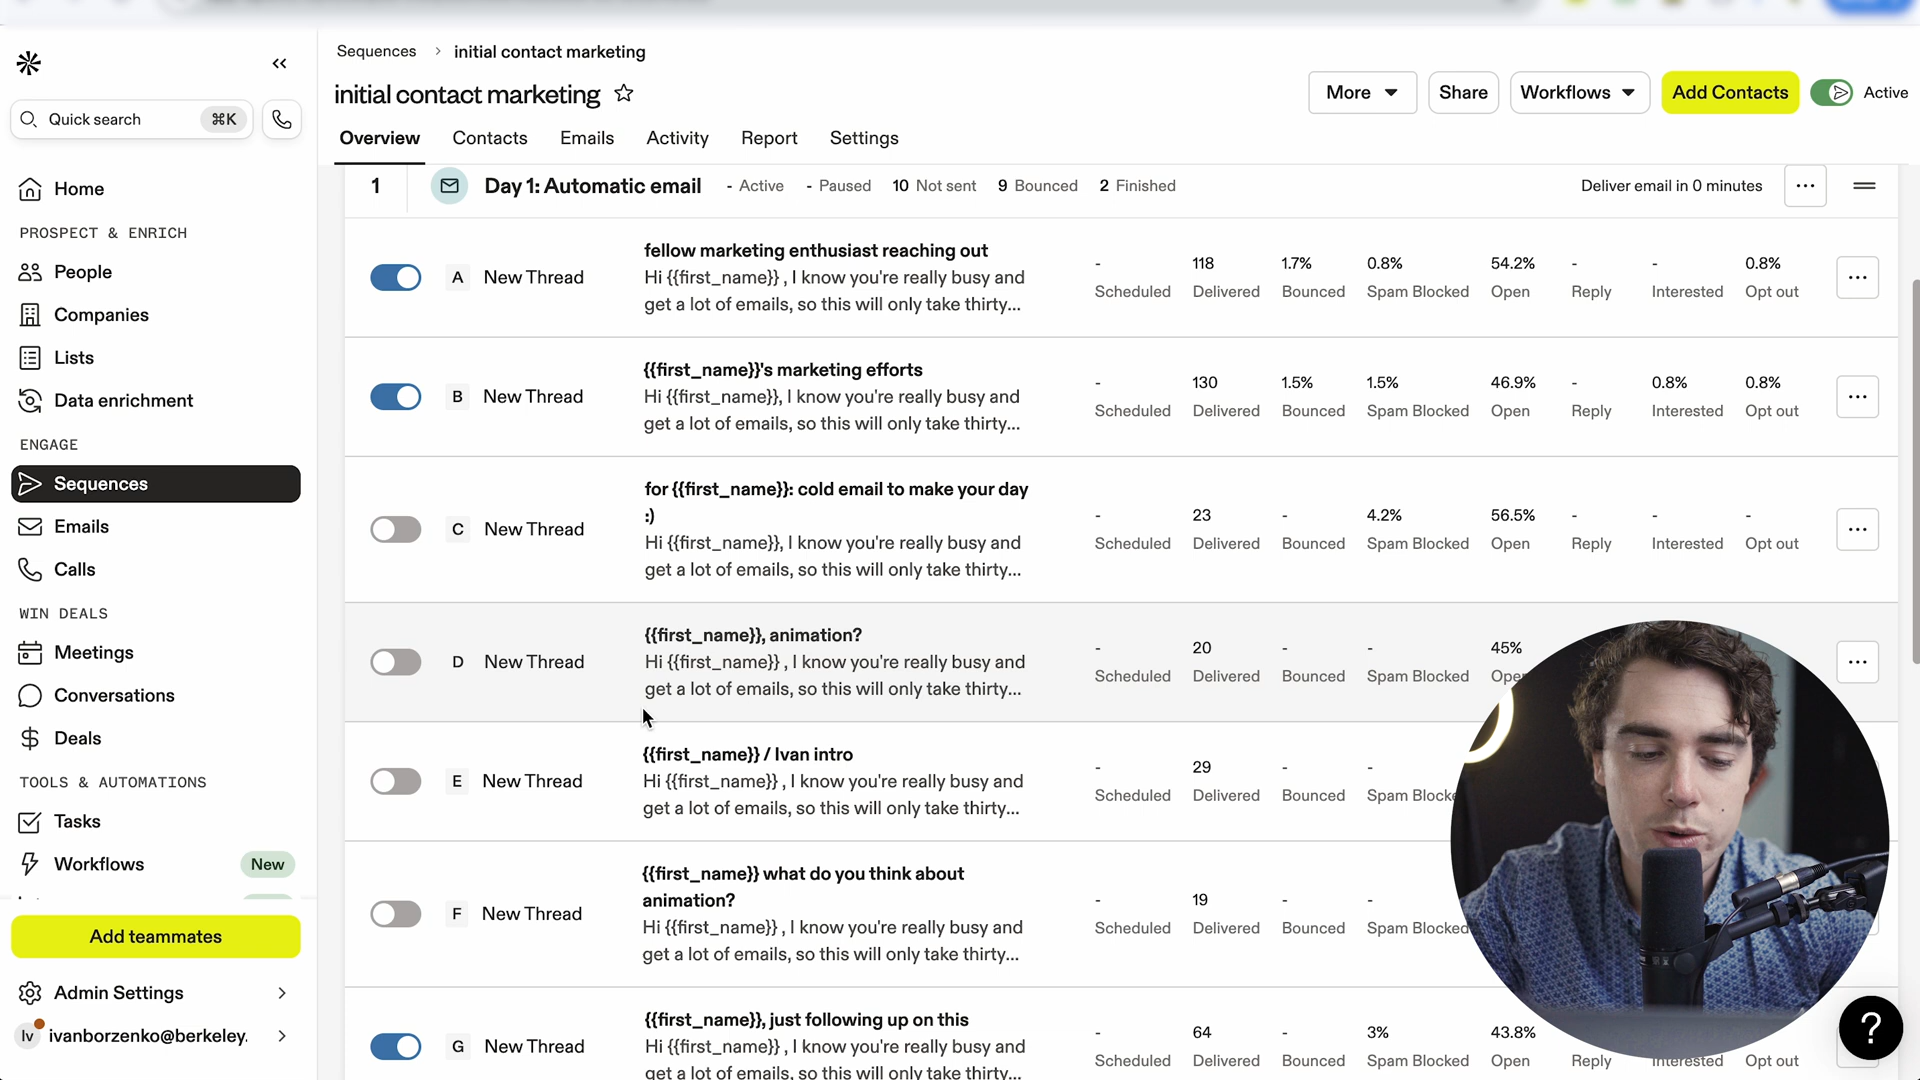 Sequences > initial contact marketing
initial contact marketing
More
Share
Workflows
Add Contacts
Active
Quick search
⌘K
Overview
Contacts
Emails
Activity
Report
Settings
Home
PROSPECT & ENRICH
People
Companies
Lists
Data enrichment
ENGAGE
Sequences
Emails
Calls
WIN DEALS
Meetings
Conversations
Deals
TOOLS & AUTOMATIONS
Tasks
Workflows New
Add teammates
Admin Settings
Iv ivanborzenko@berkeley.
1 Day 1: Automatic email - Active - Paused 10 Not sent 9 Bounced 2 Finished Deliver email in 0 minutes
A New Thread
fellow marketing enthusiast reaching out
Hi {{first_name}} , I know you're really busy and
get a lot of emails, so this will only take thirty...
- 118 1.7% 0.8% 54.2% - - 0.8%
Scheduled Delivered Bounced Spam Blocked Open Reply Interested Opt out
B New Thread
{{first_name}}'s marketing efforts
Hi {{first_name}}, I know you're really busy and
get a lot of emails, so this will only take thirty...
- 130 1.5% 1.5% 46.9% - 0.8% 0.8%
Scheduled Delivered Bounced Spam Blocked Open Reply Interested Opt out
C New Thread
for {{first_name}}: cold email to make your day
:)
Hi {{first_name}}, I know you're really busy and
get a lot of emails, so this will only take thirty...
- 23 - 4.2% 56.5% - - -
Scheduled Delivered Bounced Spam Blocked Open Reply Interested Opt out
D New Thread
{{first_name}}, animation?
Hi {{first_name}} , I know you're really busy and
get a lot of emails, so this will only take thirty...
- 20 - - 45%
Scheduled Delivered Bounced Spam Blocked Ope
E New Thread
{{first_name}} / Ivan intro
Hi {{first_name}} , I know you're really busy and
get a lot of emails, so this will only take thirty...
- 29 - -
Scheduled Delivered Bounced Spam Blocke
F New Thread
{{first_name}} what do you think about
animation?
Hi {{first_name}} , I know you're really busy and
get a lot of emails, so this will only take thirty...
- 19 - -
Scheduled Delivered Bounced Spam Blocked
G New Thread
{{first_name}}, just following up on this
Hi {{first_name}} , I know you're really busy and
get a lot of emails, so this will only take thirty...
- 64 - 3% 43.8%
Scheduled Delivered Bounced Spam Blocked Open Reply Interested Opt out
?